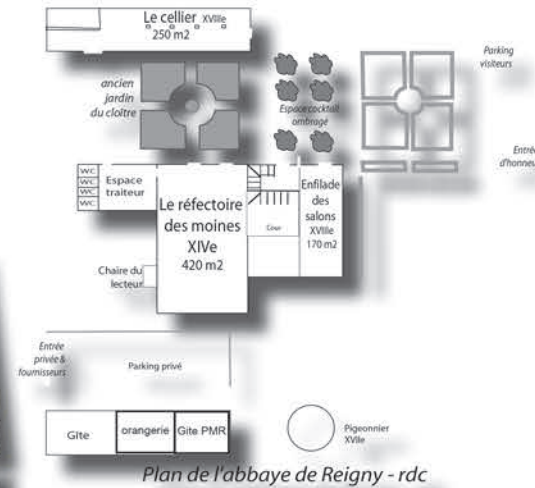 Le cellier XVIIIe
250 m2
Parking
visiteurs
ancien
jardin
du cloître
Espace cocktail
ombragé
Entrée
d'honneur
WC
WC
WC
WC
Espace
traiteur
Le réfectoire
des moines
XIVe
420 m2
Cour
Enfilade
des
salons
XVIIIe
170 m2
Chaire du
lecteur
Entrée
privée &
fournisseurs
Parking privé
Gîte
orangerie
Gite PMR
Pigeonnier
XVIIe
Plan de l'abbaye de Reigny - rdc